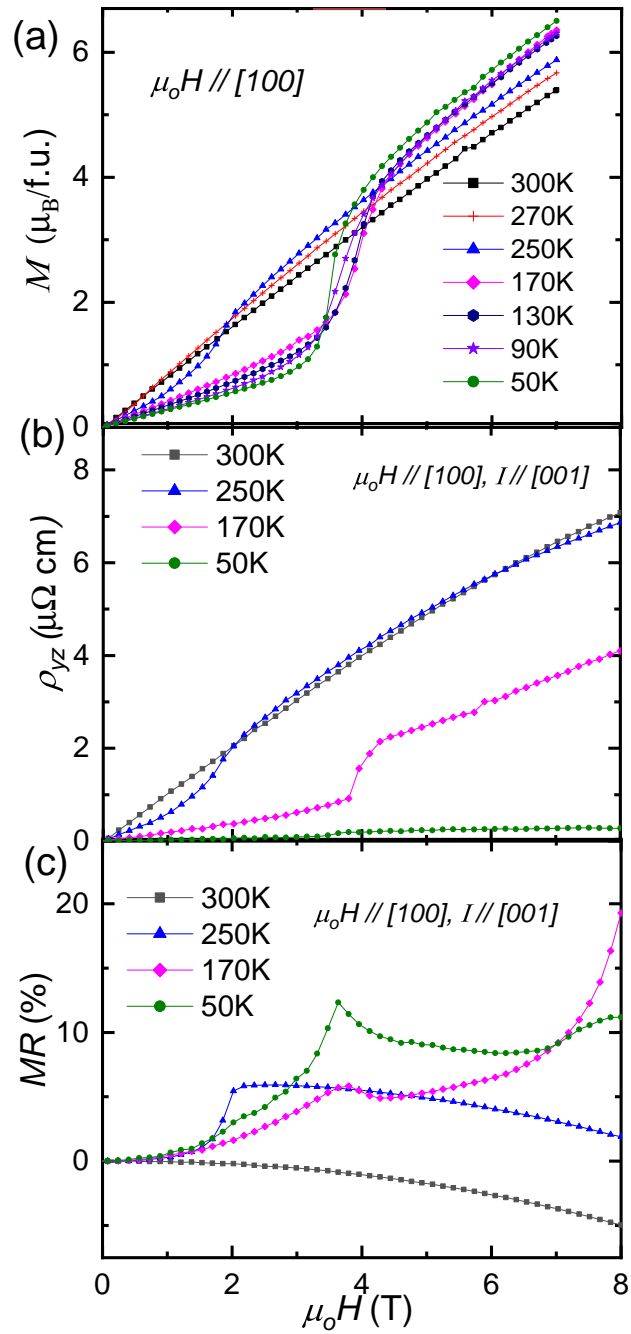 (a)
μₒH // [100]
M (μB/f.u.)
6
4
2
0
300K
270K
250K
170K
130K
90K
50K
(b)
μₒH // [100], I // [001]
ρyz (μΩ cm)
8
6
4
2
0
300K
250K
170K
50K
(c)
μₒH // [100], I // [001]
MR (%)
20
10
0
300K
250K
170K
50K
0 2 4 6 8
μₒH (T)